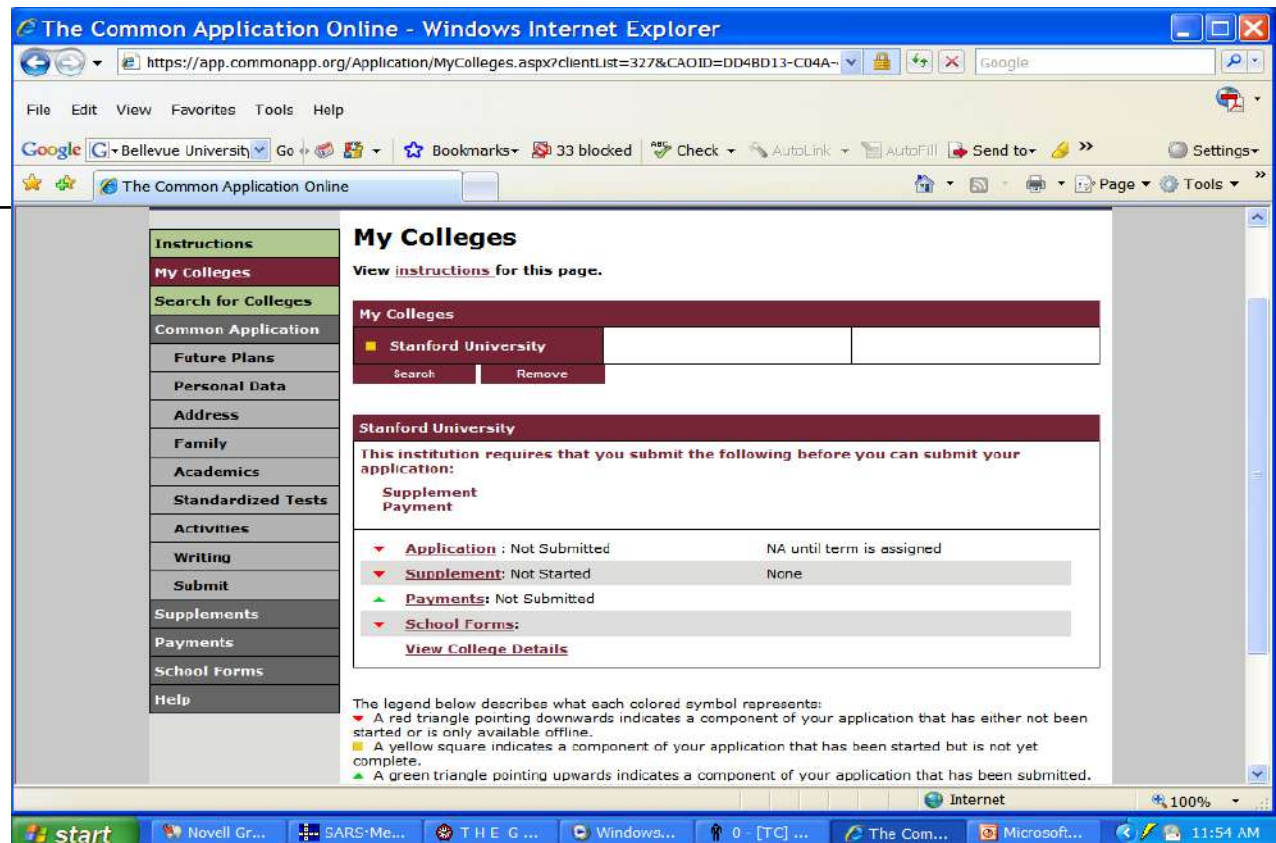 The Common Application Online - Windows Internet Explorer
https://app.commonapp.org/Application/MyColleges.aspx?clientList=327&CAOID=DD4BD13-C04A-
Google
File Edit View Favorites Tools Help
Google G Bellevue University Go Bookmarks 33 blocked ABC Check AutoLink AutoFill Send to >> Settings
The Common Application Online Page Tools >>
Instructions
My Colleges
Search for Colleges
Common Application
Future Plans
Personal Data
Address
Family
Academics
Standardized Tests
Activities
Writing
Submit
Supplements
Payments
School Forms
Help
My Colleges
View instructions for this page.
My Colleges
Stanford University
Search Remove
Stanford University
This institution requires that you submit the following before you can submit your
application:
Supplement
Payment
Application : Not Submitted NA until term is assigned
Supplement: Not Started None
Payments: Not Submitted
School Forms:
View College Details
The legend below describes what each colored symbol represents:
A red triangle pointing downwards indicates a component of your application that has either not been
started or is only available offline.
A yellow square indicates a component of your application that has been started but is not yet
complete.
A green triangle pointing upwards indicates a component of your application that has been submitted.
Internet 100%
start Novell Gr... SARS·Me... T H E G ... Windows... 0 - [TC] ... The Com... Microsoft... 11:54 AM